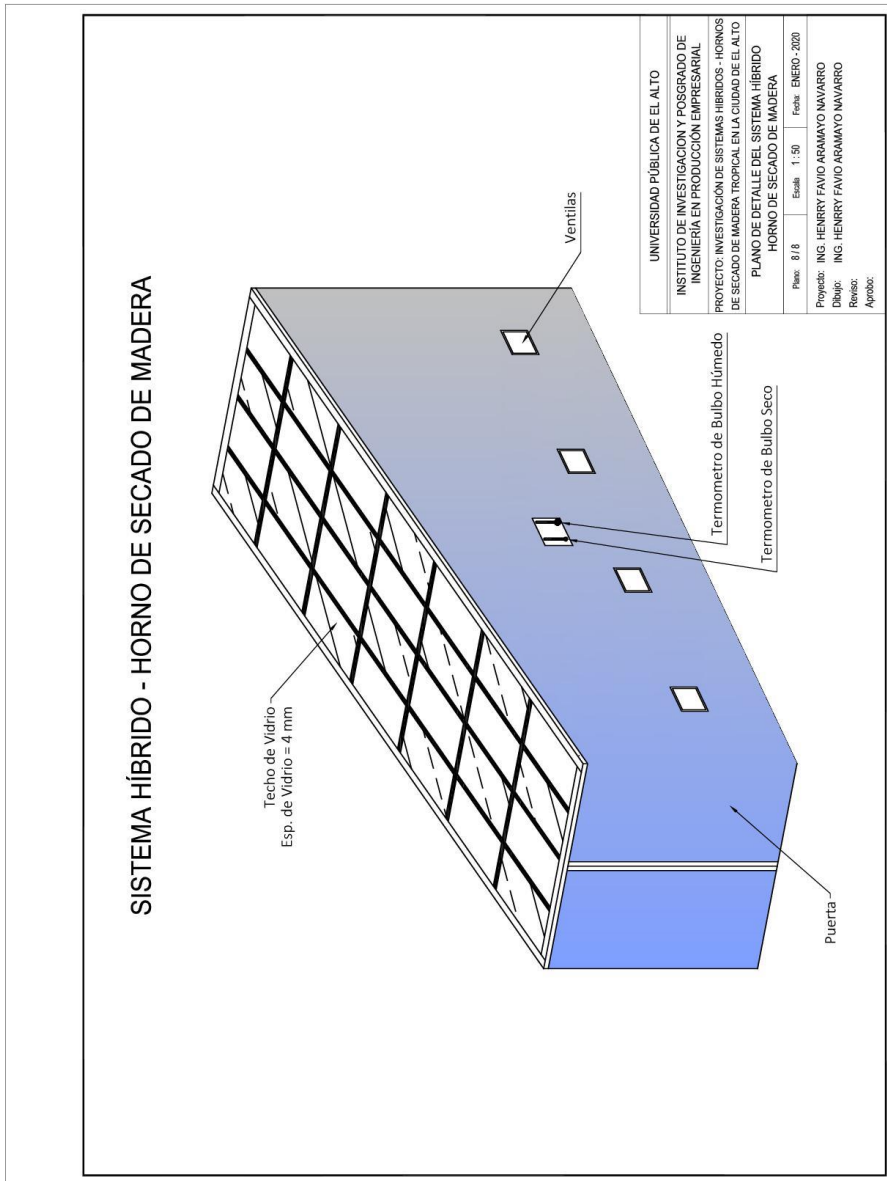 SISTEMA HÍBRIDO - HORNO DE SECADO DE MADERA
Techo de Vidrio
Esp. de Vidrio = 4 mm
Ventilas
Termometro de Bulbo Húmedo
Termometro de Bulbo Seco
Puerta
UNIVERSIDAD PÚBLICA DE EL ALTO
INSTITUTO DE INVESTIGACION Y POSGRADO DE
INGENIERÍA EN PRODUCCIÓN EMPRESARIAL
PROYECTO: INVESTIGACIÓN DE SISTEMAS HIBRIDOS - HORNOS
DE SECADO DE MADERA TROPICAL EN LA CIUDAD DE EL ALTO
PLANO DE DETALLE DEL SISTEMA HÍBRIDO
HORNO DE SECADO DE MADERA
Plano: 8 / 8 Escala 1 : 50 Fecha: ENERO - 2020
Proyecto: ING. HENRRY FAVIO ARAMAYO NAVARRO
Dibujo: ING. HENRRY FAVIO ARAMAYO NAVARRO
Reviso:
Aprobo: